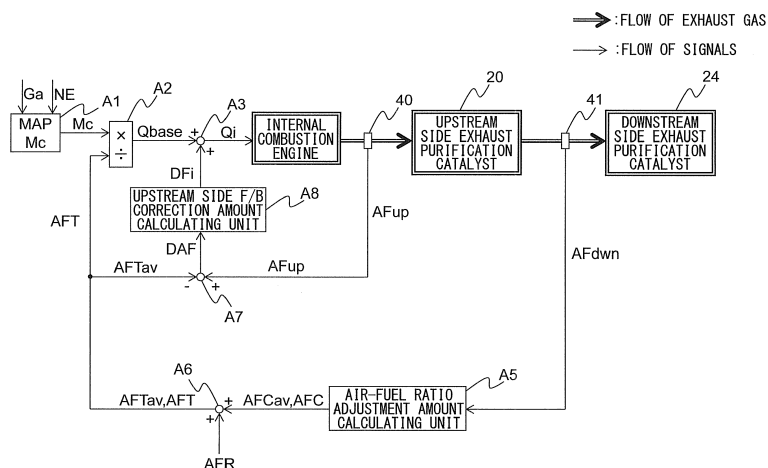 :FLOW OF EXHAUST GAS
:FLOW OF SIGNALS
Ga
NE
A1
A2
A3
40
20
41
24
MAP
Mc
Mc
×
÷
Qbase
+
+
Qi
INTERNAL
COMBUSTION
ENGINE
UPSTREAM
SIDE EXHAUST
PURIFICATION
CATALYST
DOWNSTREAM
SIDE EXHAUST
PURIFICATION
CATALYST
DFi
UPSTREAM SIDE F/B
CORRECTION AMOUNT
CALCULATING UNIT
A8
AFT
AFup
DAF
AFdwn
AFTav
-
+
AFup
A7
A6
A5
AFTav,AFT
+
+
AFCav,AFC
AIR-FUEL RATIO
ADJUSTMENT AMOUNT
CALCULATING UNIT
AFR